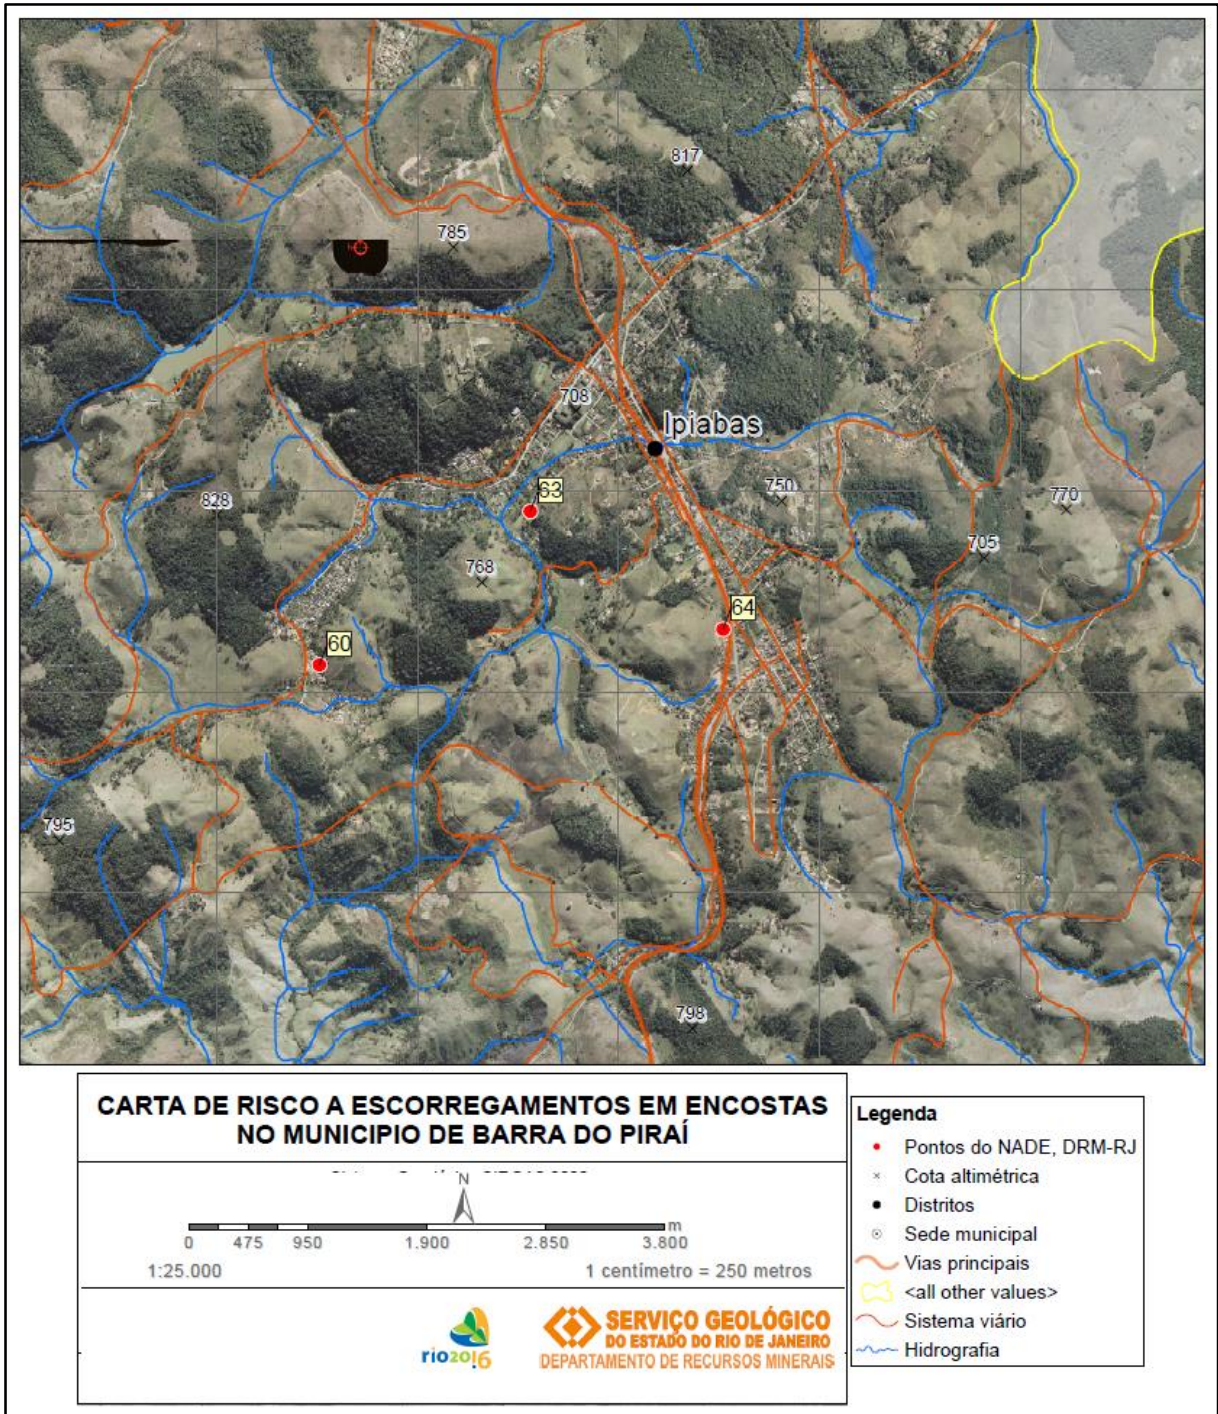 817
785
708
Ipiabas
63
828
750
770
705
768
64
60
795
798
CARTA DE RISCO A ESCORREGAMENTOS EM ENCOSTAS
NO MUNICIPIO DE BARRA DO PIRAÍ
N
m
0 475 950 1.900 2.850 3.800
1:25.000 1 centímetro = 250 metros
rio2016
SERVIÇO GEOLÓGICO
DO ESTADO DO RIO DE JANEIRO
DEPARTAMENTO DE RECURSOS MINERAIS
Legenda
Pontos do NADE, DRM-RJ
Cota altimétrica
Distritos
Sede municipal
Vias principais
<all other values>
Sistema viário
Hidrografia